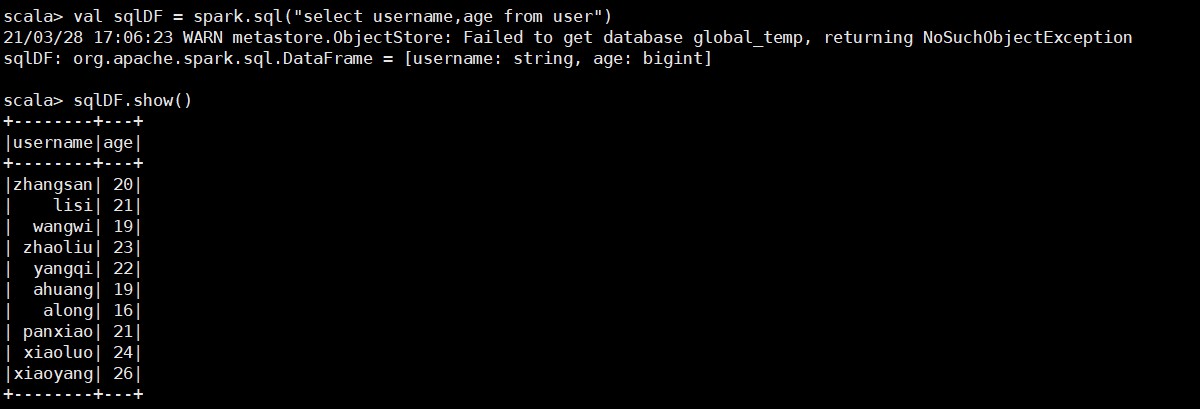 scala> val sqlDF = spark.sql("select username,age from user")
21/03/28 17:06:23 WARN metastore.ObjectStore: Failed to get database global_temp, returning NoSuchObjectException
sqlDF: org.apache.spark.sql.DataFrame = [username: string, age: bigint]

scala> sqlDF.show()
+--------+---+
|username|age|
+--------+---+
|zhangsan| 20|
|    lisi| 21|
|  wangwi| 19|
| zhaoliu| 23|
|  yangqi| 22|
|  ahuang| 19|
|   along| 16|
| panxiao| 21|
| xiaoluo| 24|
|xiaoyang| 26|
+--------+---+